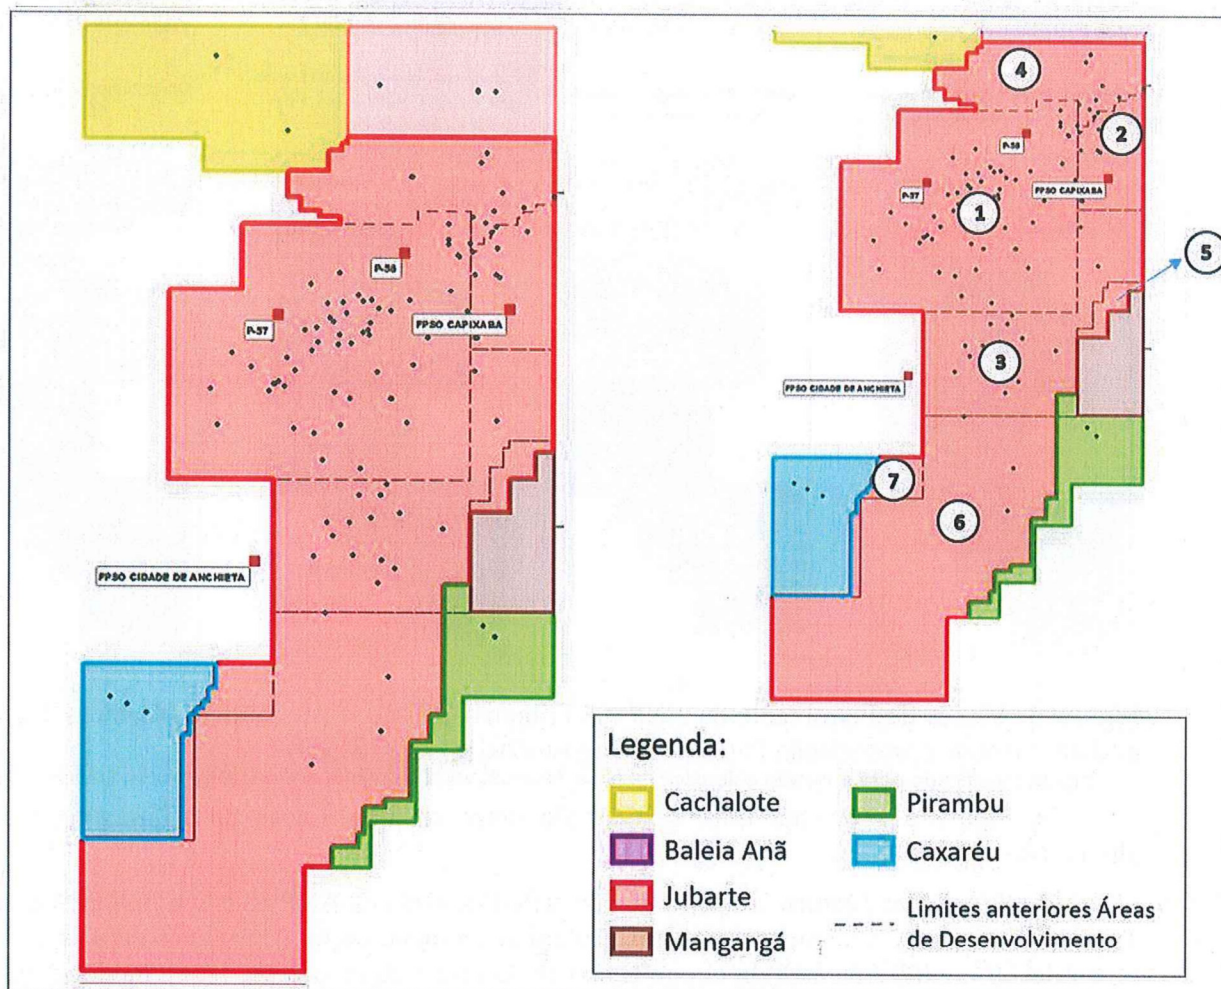 P-58
P-57
FPSO CAPIXABA
FPSO CIDADE DE ANCHIETA
4
2
P-58
P-57
FPSO CAPIXABA
1
5
3
FPSO CIDADE DE ANCHIETA
7
6
Legenda:
Cachalote
Pirambu
Baleia Anã
Caxaréu
Jubarte
Limites anteriores Áreas
de Desenvolvimento
Mangangá